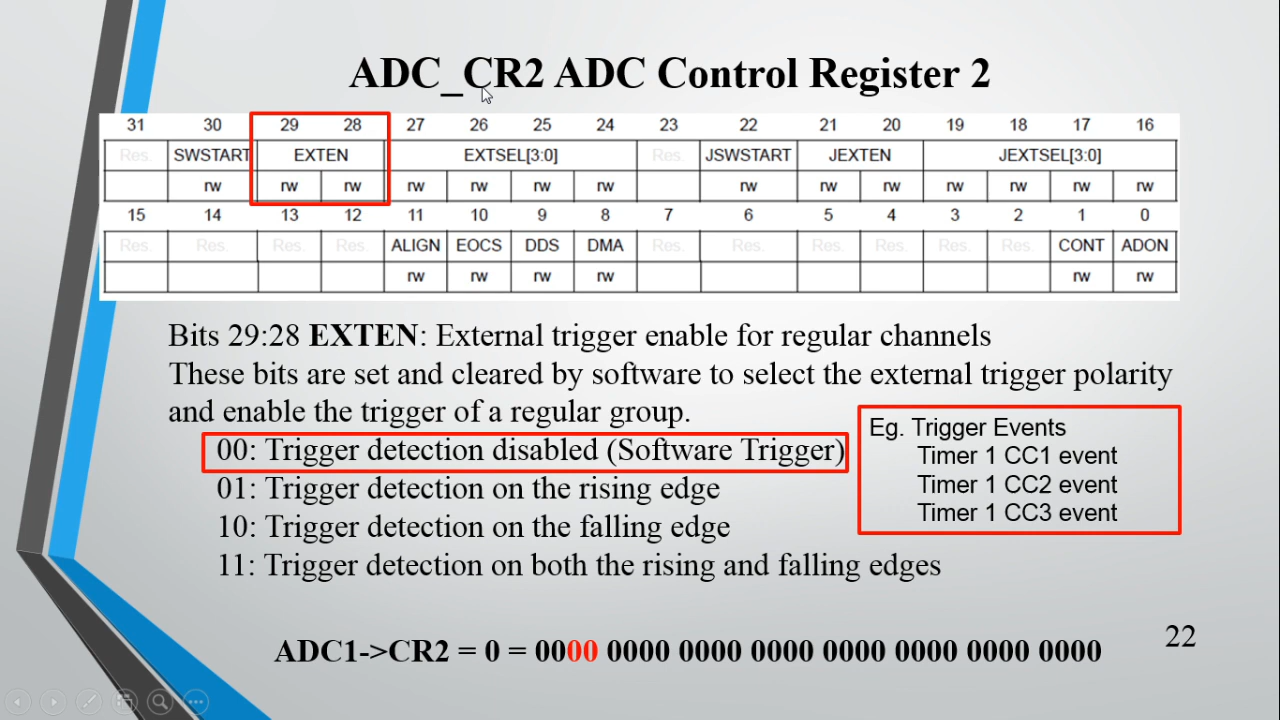 ADC_CR2 ADC Control Register 2
31 30 29 28 27 26 25 24 23 22 21 20 19 18 17 16
Res. SWSTART EXTEN EXTSEL[3:0] Res. JSWSTART JEXTEN JEXTSEL[3:0]
rw rw rw rw rw rw rw rw rw rw rw rw rw rw
15 14 13 12 11 10 9 8 7 6 5 4 3 2 1 0
Res. Res. Res. Res. ALIGN EOCS DDS DMA Res. Res. Res. Res. Res. Res. CONT ADON
rw rw rw rw rw rw
Bits 29:28 EXTEN: External trigger enable for regular channels
These bits are set and cleared by software to select the external trigger polarity
and enable the trigger of a regular group.
00: Trigger detection disabled (Software Trigger)
01: Trigger detection on the rising edge
10: Trigger detection on the falling edge
11: Trigger detection on both the rising and falling edges
Eg. Trigger Events
Timer 1 CC1 event
Timer 1 CC2 event
Timer 1 CC3 event
ADC1->CR2 = 0 = 0000 0000 0000 0000 0000 0000 0000 0000
22